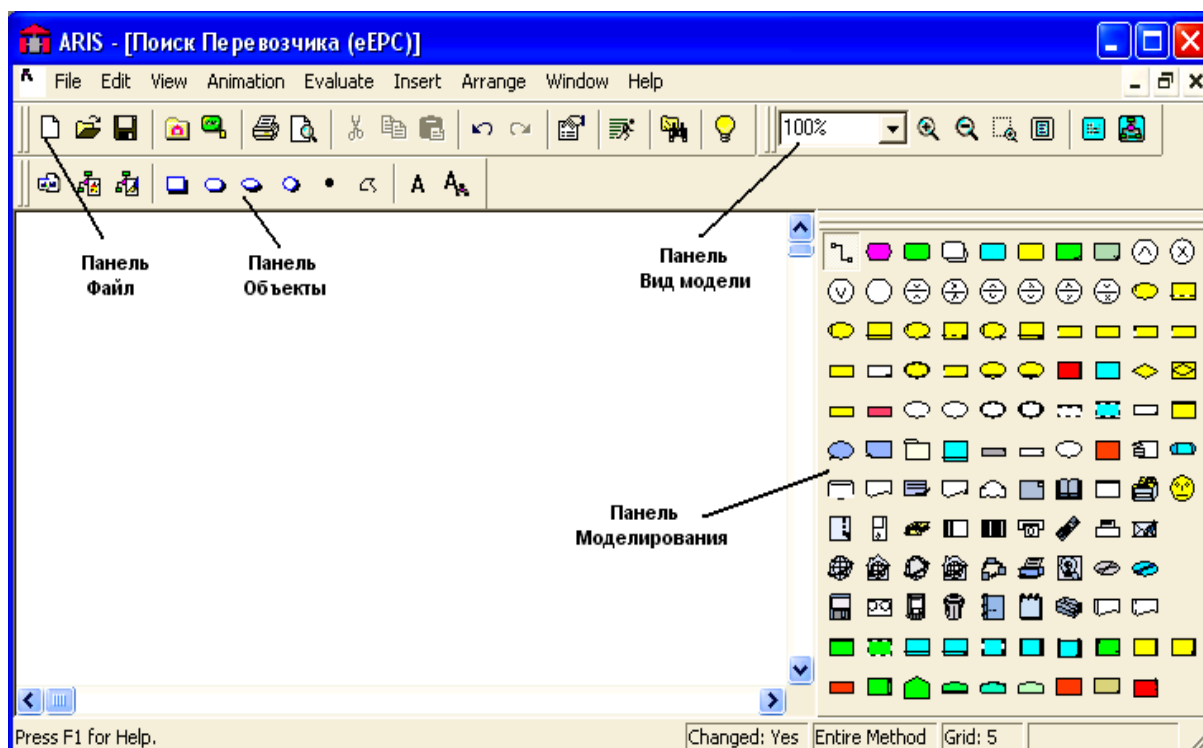 ARIS - [Поиск Перевозчика (eEPC)]
File Edit View Animation Evaluate Insert Arrange Window Help
100%
A A
Панель Файл
Панель Объекты
Панель Вид модели
Панель Моделирования
Press F1 for Help. Changed: Yes Entire Method Grid: 5